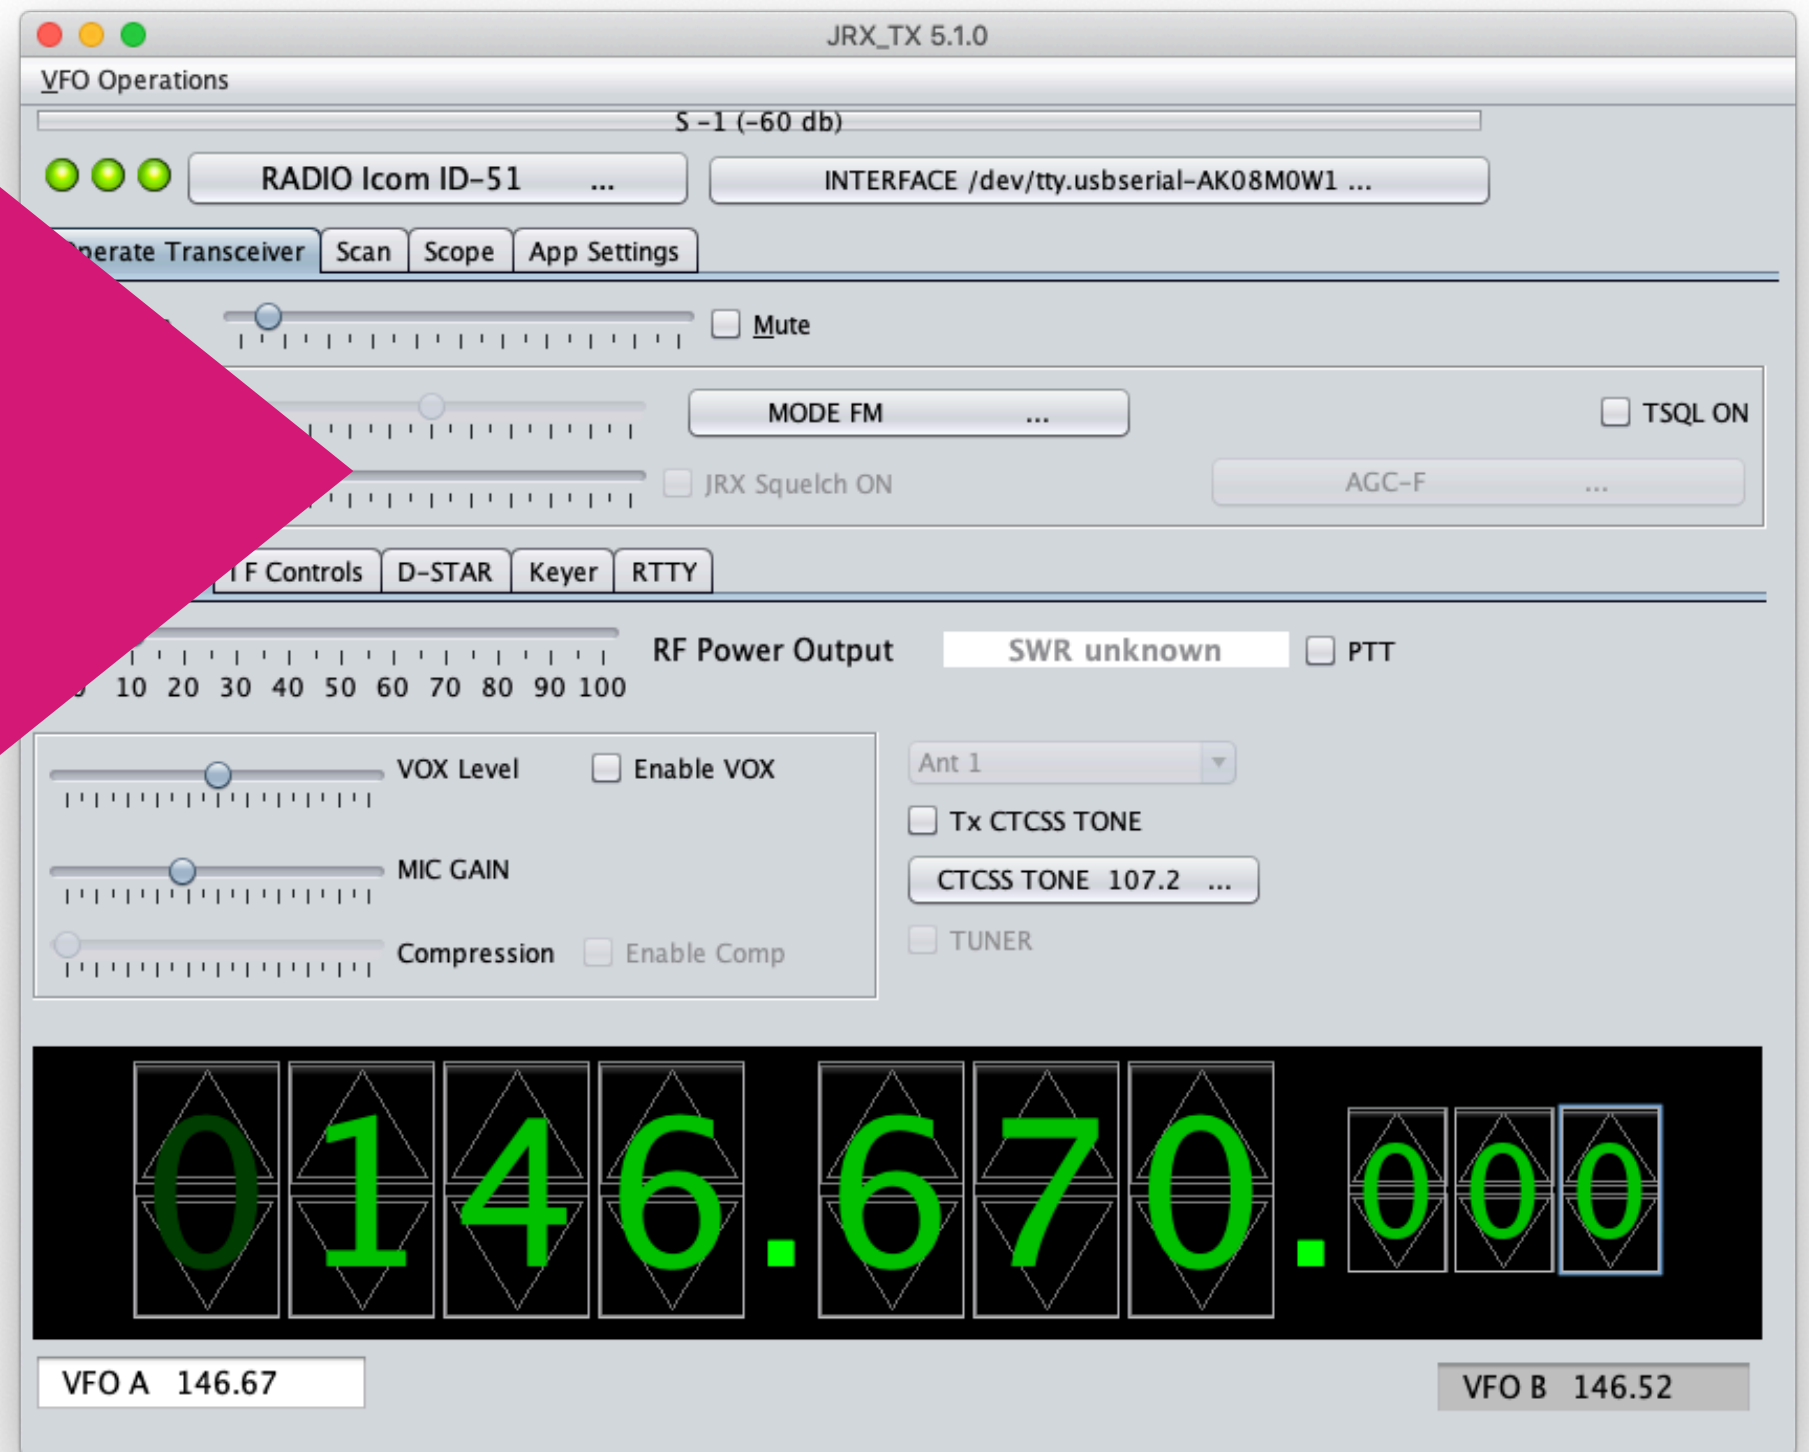 JRX_TX 5.1.0
VFO Operations
S -1 (-60 db)
RADIO Icom ID-51 ... INTERFACE /dev/tty.usbserial-AK08M0W1 ...
Transceiver Scan Scope App Settings
Mute
MODE FM ... TSQL ON
JRX Squelch ON AGC-F ...
Controls D-STAR Keyer RTTY
RF Power Output SWR unknown PTT
10 20 30 40 50 60 70 80 90 100
VOX Level Enable VOX Ant 1
Tx CTCSS TONE
MIC GAIN CTCSS TONE 107.2 ...
Compression Enable Comp TUNER
0146.670.000
VFO A 146.67 VFO B 146.52